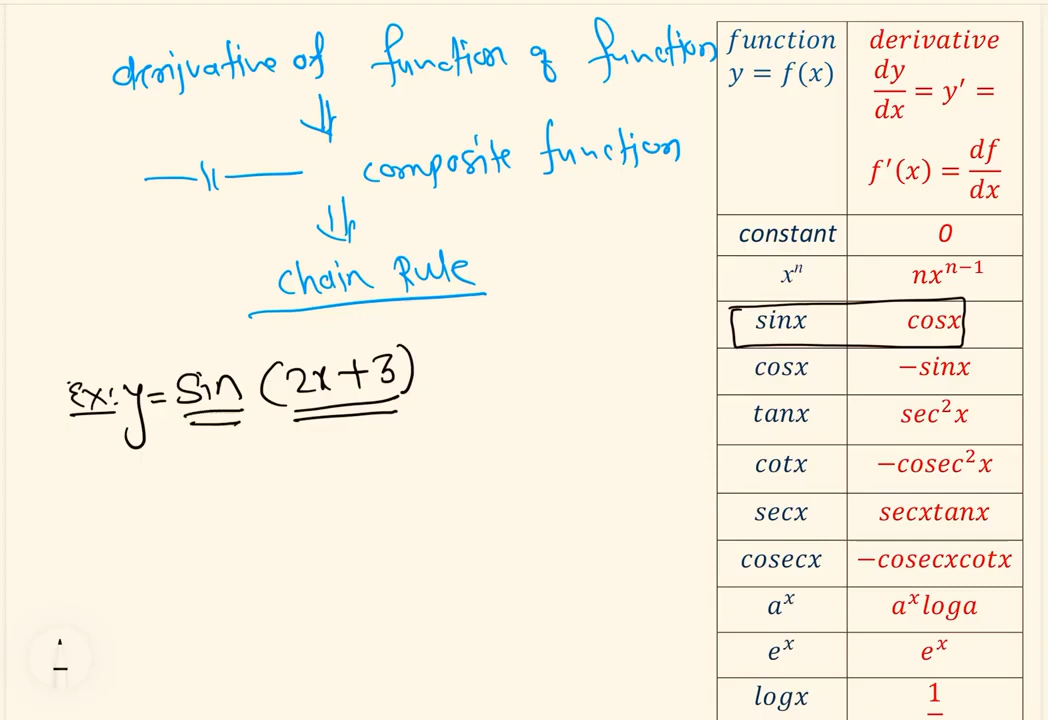 derivative of function of function
composite function
chain Rule
Ex: y = sin (2x+3)
function y = f(x) derivative dy/dx = y′ = f′(x) = df/dx
constant 0
xⁿ nxⁿ⁻¹
sinx cosx
cosx −sinx
tanx sec²x
cotx −cosec²x
secx secxtanx
cosecx −cosecxcotx
aˣ aˣloga
eˣ eˣ
logx 1